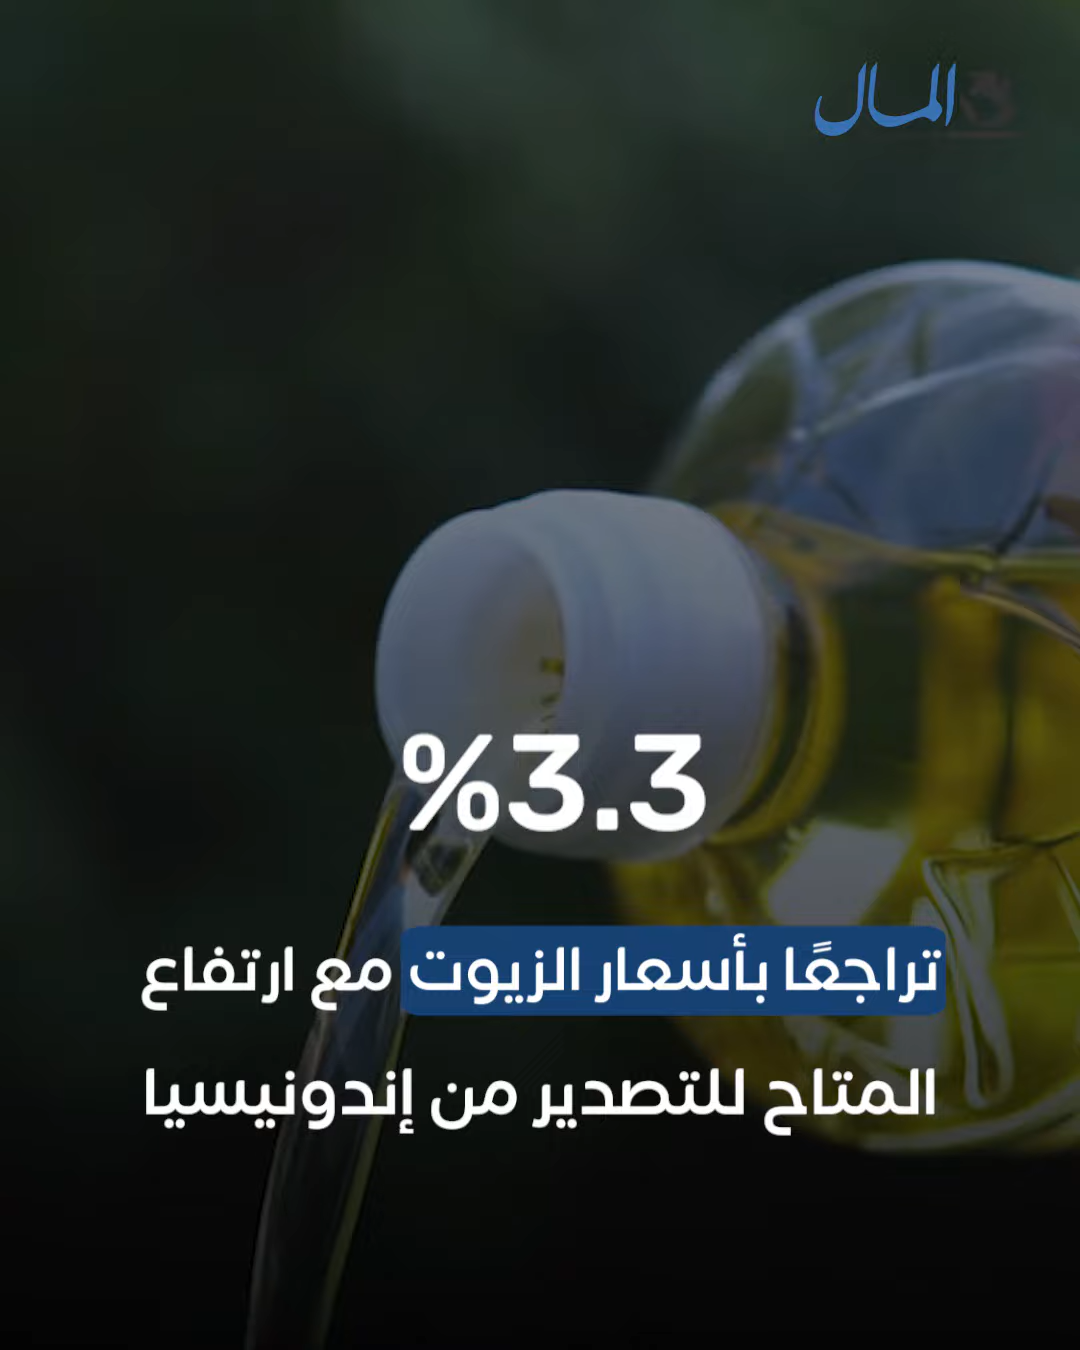 المال
%3.3
تراجعًا بأسعار الزيوت مع ارتفاع
المتاح للتصدير من إندونيسيا